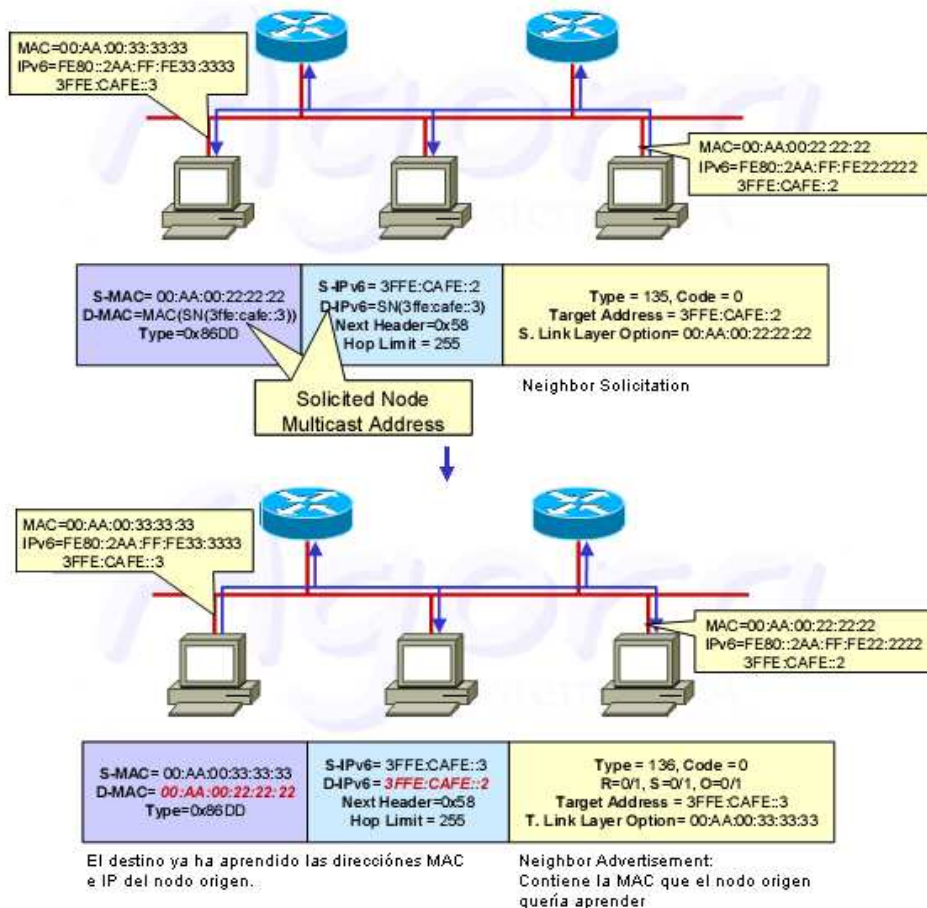 MAC=00:AA:00:33:33:33
IPv6=FE80::2AA:FF:FE33:3333
3FFE:CAFE::3
MAC=00:AA:00:22:22:22
IPv6=FE80::2AA:FF:FE22:2222
3FFE:CAFE::2
S-MAC= 00:AA:00:22:22:22
D-MAC=MAC(SN(3ffe:cafe::3))
Type=0x86DD
S-IPv6= 3FFE:CAFE::2
D-IPv6=SN(3ffe:cafe::3)
Next Header=0x58
Hop Limit = 255
Type = 135, Code = 0
Target Address = 3FFE:CAFE::2
S. Link Layer Option= 00:AA:00:22:22:22
Solicited Node
Multicast Address
Neighbor Solicitation
MAC=00:AA:00:33:33:33
IPv6=FE80::2AA:FF:FE33:3333
3FFE:CAFE::3
MAC=00:AA:00:22:22:22
IPv6=FE80::2AA:FF:FE22:2222
3FFE:CAFE::2
S-MAC= 00:AA:00:33:33:33
D-MAC= 00:AA:00:22:22:22
Type=0x86DD
S-IPv6= 3FFE:CAFE::3
D-IPv6= 3FFE:CAFE::2
Next Header=0x58
Hop Limit = 255
Type = 136, Code = 0
R=0/1, S=0/1, O=0/1
Target Address = 3FFE:CAFE::3
T. Link Layer Option= 00:AA:00:33:33:33
El destino ya ha aprendido las direcciónes MAC
e IP del nodo origen.
Neighbor Advertisement:
Contiene la MAC que el nodo origen
quería aprender